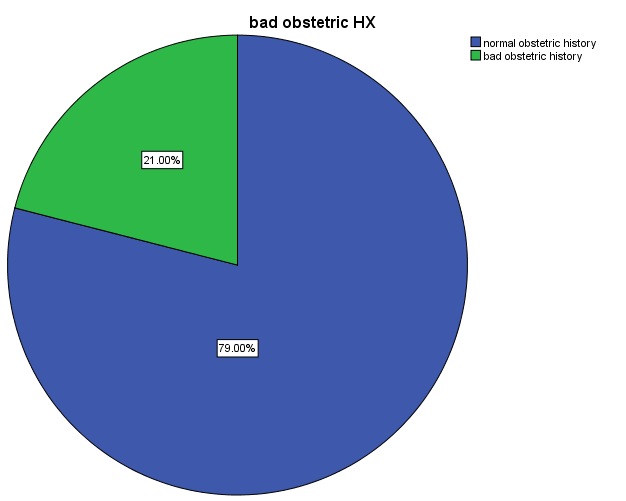 bad obstetric HX
normal obstetric history
bad obstetric history
21.00%
79.00%